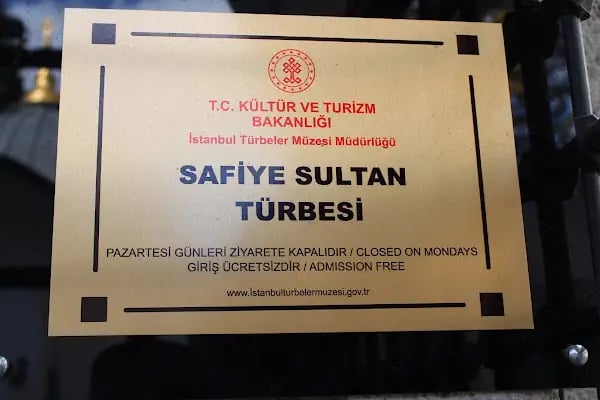 T.C. KÜLTÜR VE TURİZM
BAKANLIĞI
İstanbul Türbeler Müzesi Müdürlüğü
SAFİYE SULTAN
TÜRBESİ
PAZARTESİ GÜNLERİ ZİYARETE KAPALIDIR / CLOSED ON MONDAYS
GİRİŞ ÜCRETSİZDİR / ADMISSION FREE
www.İstanbulturbelermuzesi.gov.tr